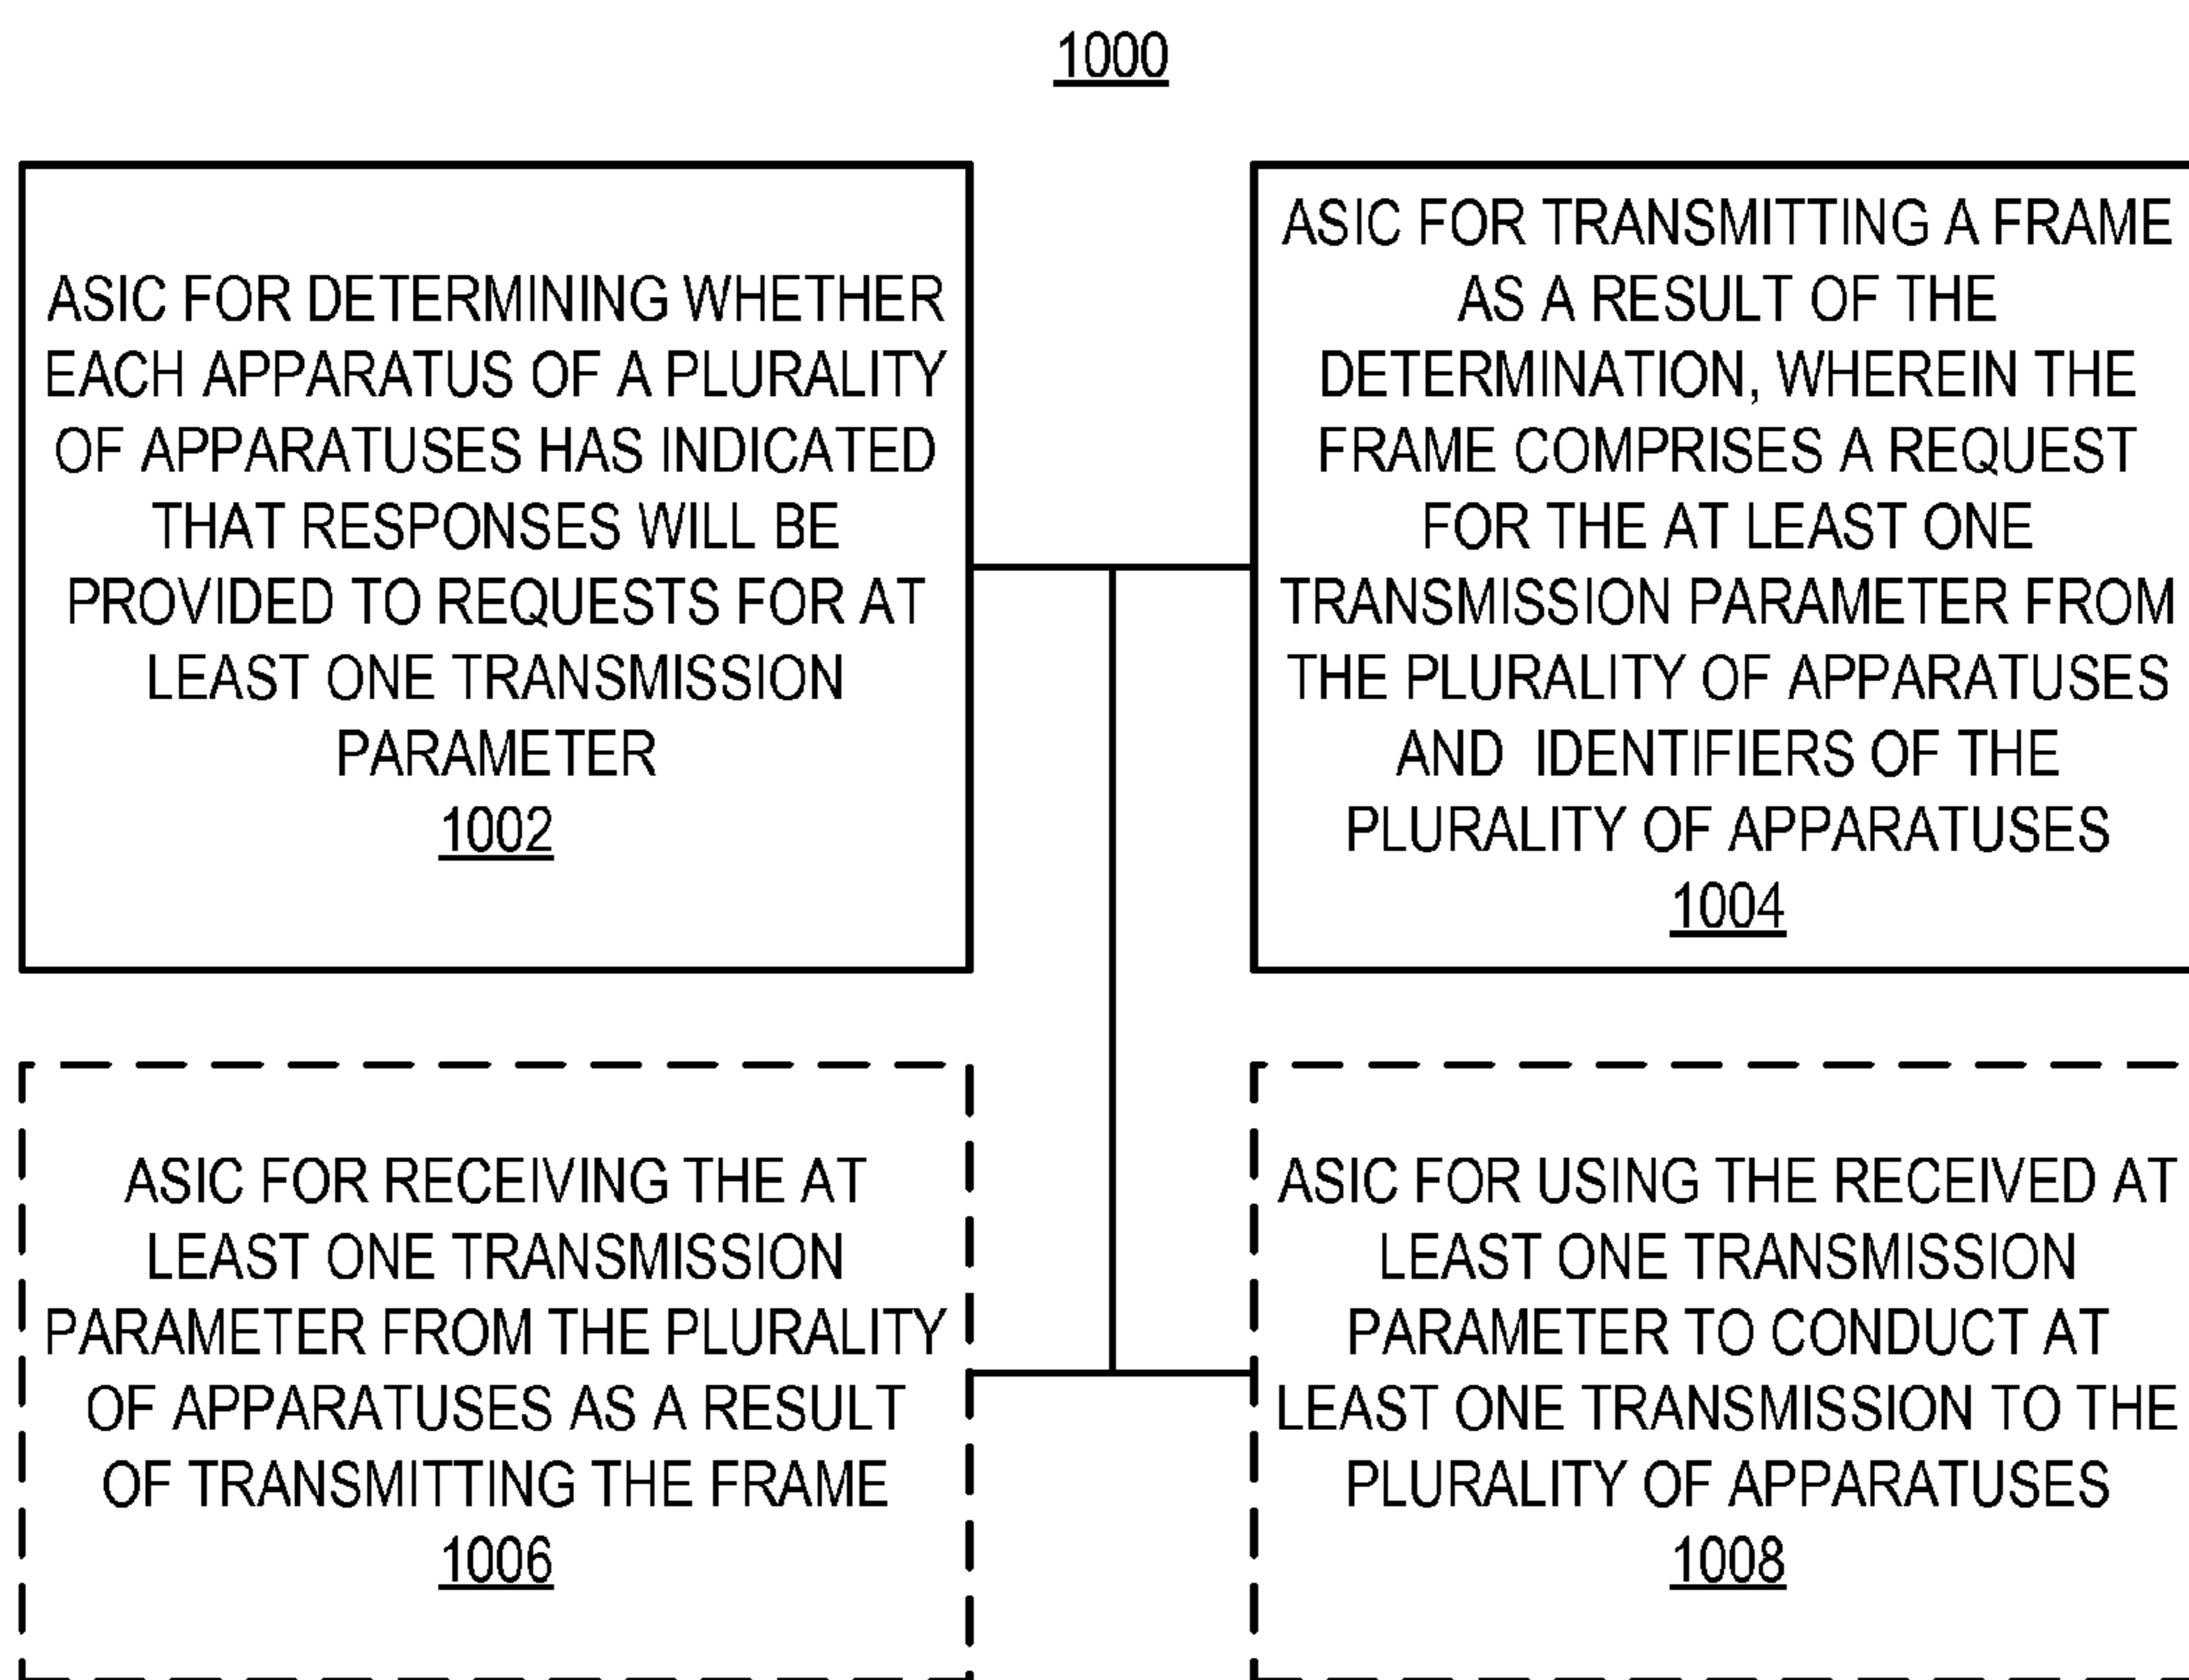 1000
ASIC FOR DETERMINING WHETHER
EACH APPARATUS OF A PLURALITY
OF APPARATUSES HAS INDICATED
THAT RESPONSES WILL BE
PROVIDED TO REQUESTS FOR AT
LEAST ONE TRANSMISSION
PARAMETER
1002
ASIC FOR TRANSMITTING A FRAME
AS A RESULT OF THE
DETERMINATION, WHEREIN THE
FRAME COMPRISES A REQUEST
FOR THE AT LEAST ONE
TRANSMISSION PARAMETER FROM
THE PLURALITY OF APPARATUSES
AND IDENTIFIERS OF THE
PLURALITY OF APPARATUSES
1004
ASIC FOR RECEIVING THE AT
LEAST ONE TRANSMISSION
PARAMETER FROM THE PLURALITY
OF APPARATUSES AS A RESULT
OF TRANSMITTING THE FRAME
1006
ASIC FOR USING THE RECEIVED AT
LEAST ONE TRANSMISSION
PARAMETER TO CONDUCT AT
LEAST ONE TRANSMISSION TO THE
PLURALITY OF APPARATUSES
1008